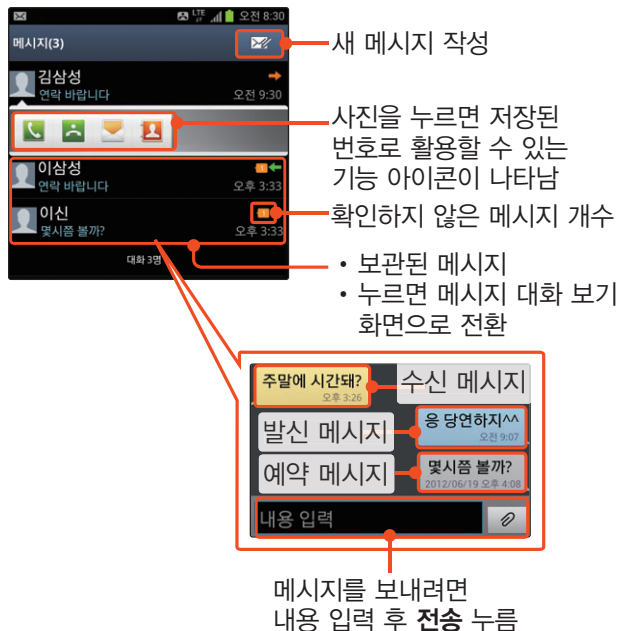 LTE 오전 8:30
메시지(3)
새 메시지 작성
김삼성
연락 바랍니다
오전 9:30
사진을 누르면 저장된
번호로 활용할 수 있는
기능 아이콘이 나타남
이삼성
연락 바랍니다
1
오후 3:33
이신
몇시쯤 볼까?
1
오후 3:33
확인하지 않은 메시지 개수
대화 3명
• 보관된 메시지
• 누르면 메시지 대화 보기
화면으로 전환
주말에 시간돼?
오후 3:26
수신 메시지
발신 메시지
응 당연하지^^
오전 9:07
예약 메시지
몇시쯤 볼까?
2012/06/19 오후 4:08
내용 입력
메시지를 보내려면
내용 입력 후 전송 누름